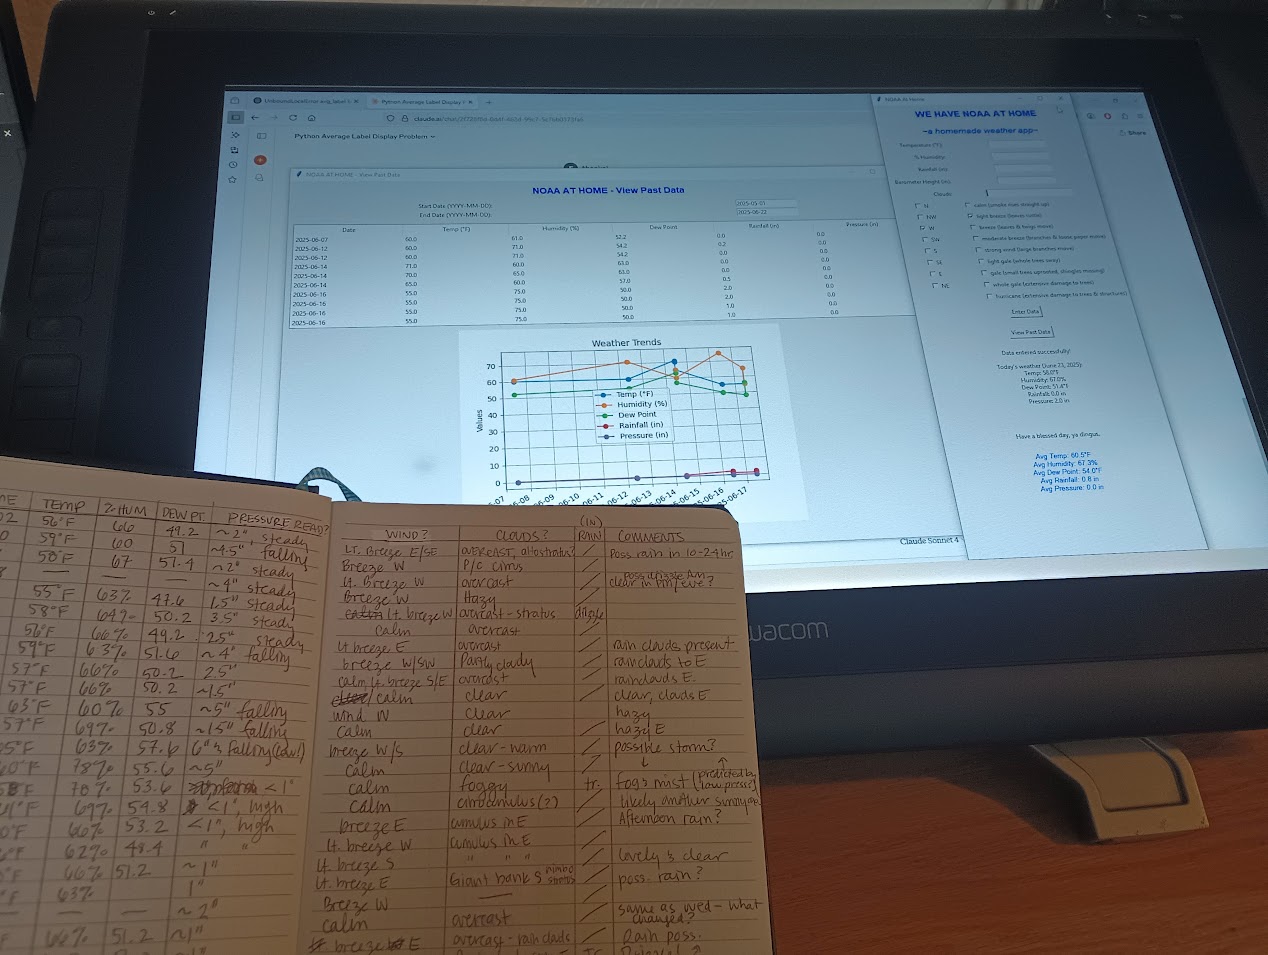 Python Average Label Display
claude.ai/chat/
Python Average Label Display Problem
Share
NOAA AT HOME - View Past Data
NOAA AT HOME - View Past Data
Start Date (YYYY-MM-DD):
2025-05-01
End Date (YYYY-MM-DD):
2025-06-22
Date Temp (°F) Humidity (%) Dew Point Rainfall (in) Pressure (in)
2025-06-07 60.0 61.0 52.2 0.0 0.0
2025-06-12 60.0 71.0 54.2 0.2 0.0
2025-06-12 60.0 71.0 54.2 0.0 0.0
2025-06-14 71.0 60.0 63.0 0.0 0.0
2025-06-14 70.0 65.0 63.0 0.0 0.0
2025-06-14 65.0 60.0 57.0 0.5 0.0
2025-06-16 55.0 75.0 50.0 2.0 0.0
2025-06-16 55.0 75.0 50.0 2.0 0.0
2025-06-16 55.0 75.0 50.0 1.0 0.0
2025-06-16 55.0 75.0 50.0 1.0 0.0
Weather Trends
Values
70
60
50
40
30
20
10
0
Temp (°F)
Humidity (%)
Dew Point
Rainfall (in)
Pressure (in)
-07 -08 06-09 06-10 06-11 06-12 06-13 06-14 06-15 06-16 06-17
Claude Sonnet 4
NOAA At Home
WE HAVE NOAA AT HOME
~a homemade weather app~
Temperature (°F):
% Humidity:
Rainfall (in):
Barometer Height (in):
Clouds:
N
NW
W
SW
S
SE
E
NE
calm (smoke rises straight up)
light breeze (leaves rustle)
breeze (leaves & twigs move)
moderate breeze (branches & loose paper move)
strong wind (large branches move)
light gale (whole trees sway)
gale (small trees uprooted, shingles missing)
whole gale (extensive damage to trees)
hurricane (extensive damage to trees & structures)
Enter Data
View Past Data
Data entered successfully!
Today's weather (June 23, 2025):
Temp: 58.0°F
Humidity: 67.0%
Dew Point: 51.4°F
Rainfall: 0.0 in
Pressure: 2.0 in
Have a blessed day, ya dingus.
Avg Temp: 60.5°F
Avg Humidity: 67.3%
Avg Dew Point: 54.0°F
Avg Rainfall: 0.8 in
Avg Pressure: 0.0 in
wacom
TEMP % HUM DEW PT. PRESSURE READ?
56°F 66 49.2 ~2", steady
59°F 60 51 ~4.5" falling
58°F 67 51.4 ~2" steady
— — — ~4" steady
55°F 63% 47.6 1.5" steady
58°F 64% 50.2 3.5" steady
56°F 66% 49.2 2.5" steady
59°F 63% 51.6 ~4" falling
57°F 66% 50.2 2.5"
57°F 66% 50.2 ~1.5"
63°F 60% 55 ~5" falling
57°F 69% 50.8 ~1.5" falling
5°F 63% 57.6 6" & Falling (low!)
0°F 78% 55.6 ~5"
70% 53.6 <1"
69% 54.8 <1", high
66% 53.2 <1", high
62% 48.4 " "
66% 51.2 ~1"
63% 1"
— — ~2"
66% 51.2 ~1"
WIND? CLOUDS? (IN) RAIN COMMENTS
Lt. Breeze E/SE overcast, altostratus? Poss rain in 10-24hr
Breeze W P/c cirrus
Lt. Breeze W overcast poss drizzle AM, clear in PM/eve?
Breeze W Hazy
calm Lt. breeze W overcast-stratus drizzle
Calm overcast
Lt breeze E overcast rain clouds present
breeze W/SW Partly cloudy rainclouds to E
calm/Lt. breeze S/E overcast rainclouds E.
calm clear clear, clouds E
wind W clear hazy
Calm clear hazy E
breeze W/S clear-warm possible storm?
Calm clear-sunny ↓ ↑
calm foggy tr. fog & mist (predicted by low press?)
Calm cirrocumulus(?) Likely another sunny one
breeze E cumulus in E Afternoon rain?
Lt. breeze W cumulus in E
Lt. breeze S " " " lovely & clear
Lt. breeze E Giant bank S nimbo stratus poss. rain?
Breeze W —
calm overcast same as wed - what changed?
breeze E overcast-rain clouds Rain poss.